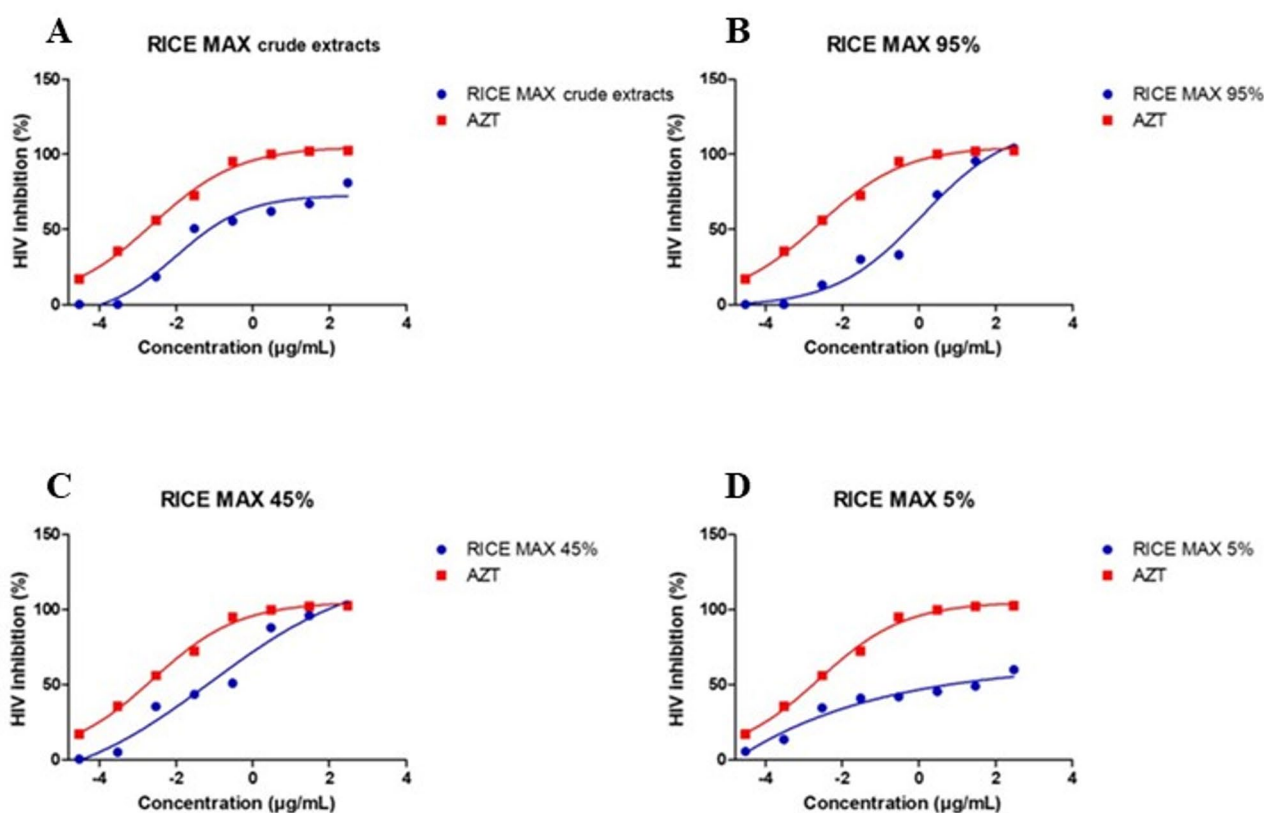 A
RICE MAX crude extracts
150
100
50
0
HIV Inhibition (%)
-4 -2 0 2 4
Concentration (µg/mL)
RICE MAX crude extracts
AZT
B
RICE MAX 95%
150
100
50
0
HIV Inhibition (%)
-4 -2 0 2 4
Concentration (µg/mL)
RICE MAX 95%
AZT
C
RICE MAX 45%
150
100
50
0
HIV Inhibition (%)
-4 -2 0 2 4
Concentration (µg/mL)
RICE MAX 45%
AZT
D
RICE MAX 5%
150
100
50
0
HIV Inhibition (%)
-4 -2 0 2 4
Concentration (µg/mL)
RICE MAX 5%
AZT